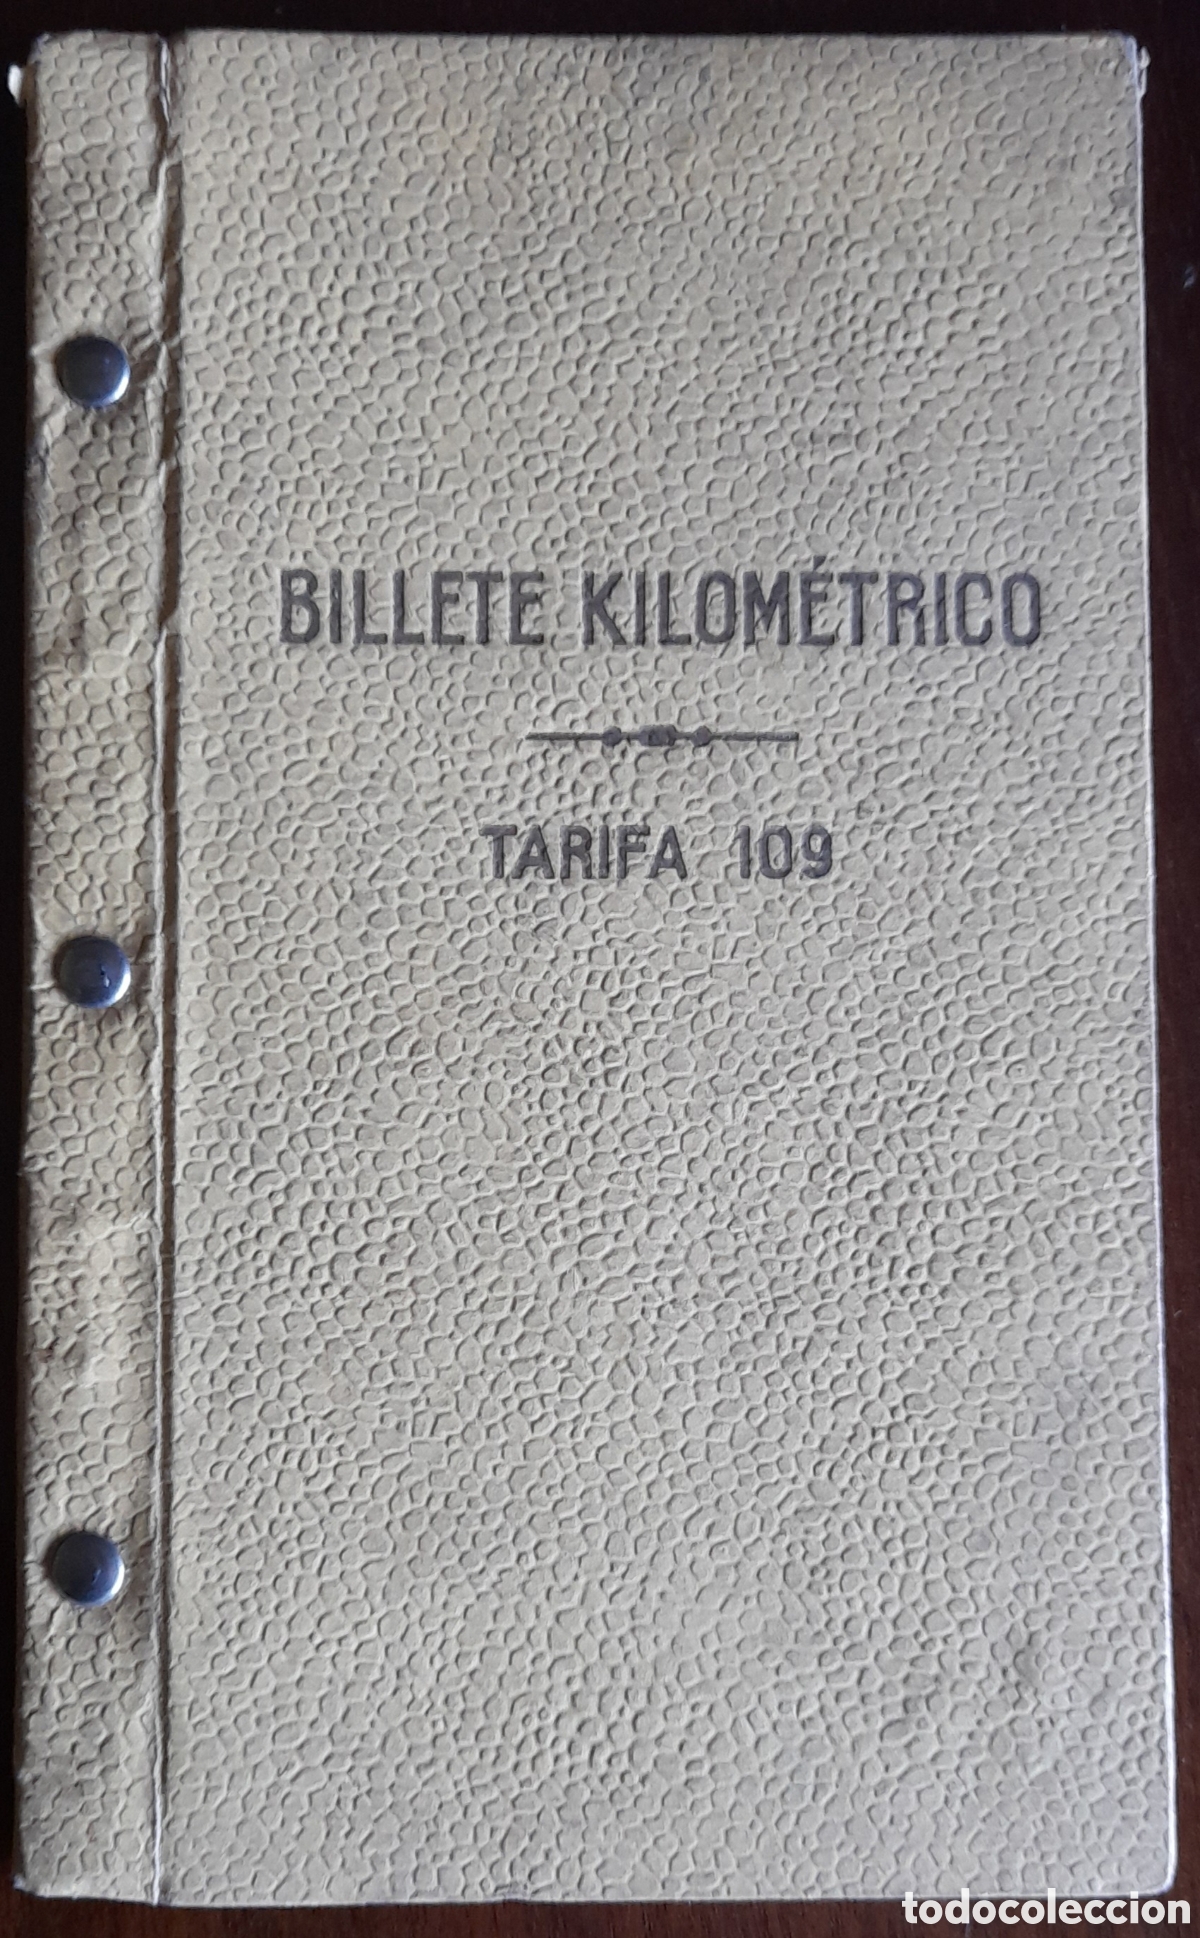 BILLETE KILOMÉTRICO
TARIFA 109
todocoleccion